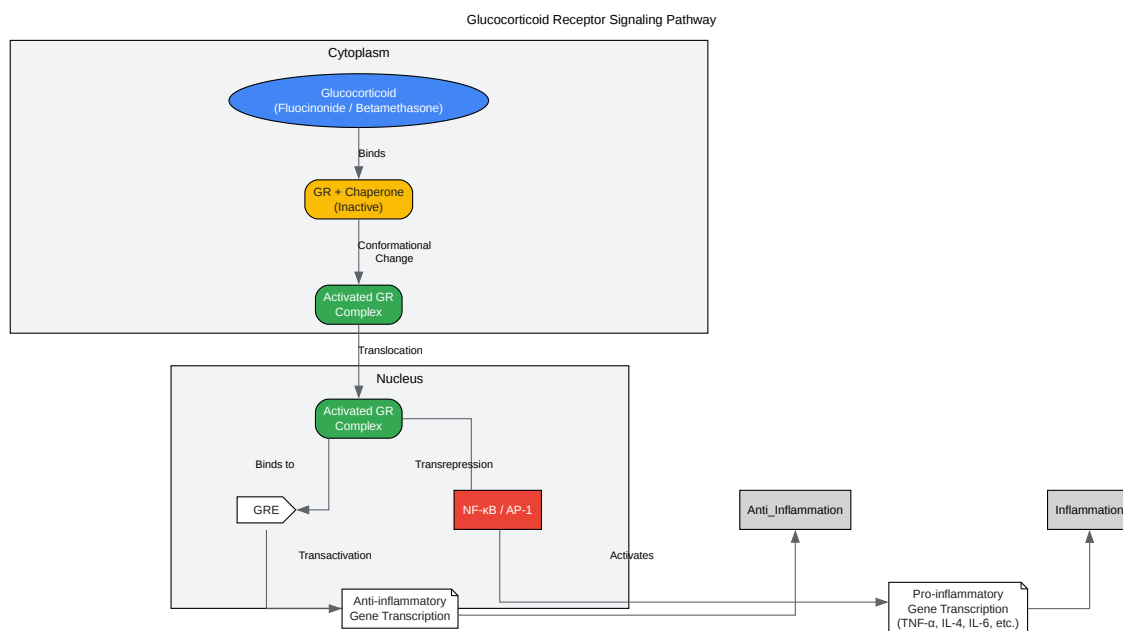 Glucocorticoid Receptor Signaling Pathway
Cytoplasm
Glucocorticoid
(Fluocinonide / Betamethasone)
Binds
GR + Chaperone
(Inactive)
Conformational
Change
Activated GR
Complex
Translocation
Nucleus
Activated GR
Complex
Binds to
Transrepression
GRE
NF-κB / AP-1
Anti_Inflammation
Inflammation
Transactivation
Activates
Anti-inflammatory
Gene Transcription
Pro-inflammatory
Gene Transcription
(TNF-α, IL-4, IL-6, etc.)